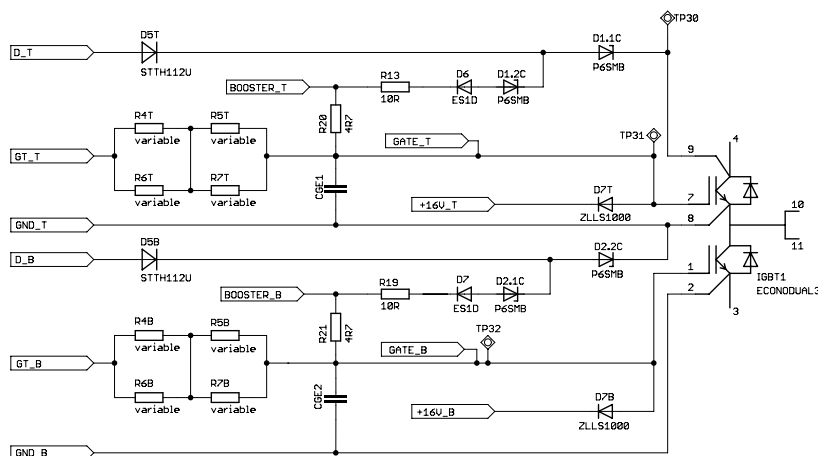 TP30
D5T
D1.1C
D_T
STTH112U
P6SMB
D6
D1.2C
BOOSTER_T
R13
10R
ES1D
P6SMB
R4T
R5T
R20
4R7
variable
variable
GATE_T
TP31
GT_T
9
4
R6T
R7T
variable
variable
CGE1
D7T
+16V_T
ZLLS1000
7
8
10
GND_T
D5B
D2.2C
11
D_B
STTH112U
P6SMB
D7
D2.1C
BOOSTER_B
R19
10R
ES1D
P6SMB
1
2
IGBT1
ECONODUAL3
3
R4B
R5B
R21
4R7
variable
variable
TP32
GATE_B
GT_B
R6B
R7B
variable
variable
CGE2
D7B
+16V_B
ZLLS1000
GND_B